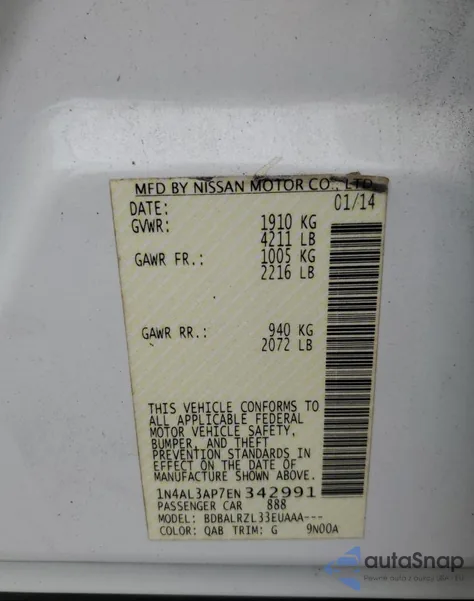 MFD BY NISSAN MOTOR CO., LTD.
DATE: 01/14
GVWR: 1910 KG
4211 LB
GAWR FR.: 1005 KG
2216 LB
GAWR RR.: 940 KG
2072 LB
THIS VEHICLE CONFORMS TO
ALL APPLICABLE FEDERAL
MOTOR VEHICLE SAFETY,
BUMPER, AND THEFT
PREVENTION STANDARDS IN
EFFECT ON THE DATE OF
MANUFACTURE SHOWN ABOVE.
1N4AL3AP7EN 342991
PASSENGER CAR 888
MODEL: BDBALRZL33EUAAA---
COLOR: QAB TRIM: G 9N00A
autoSnap